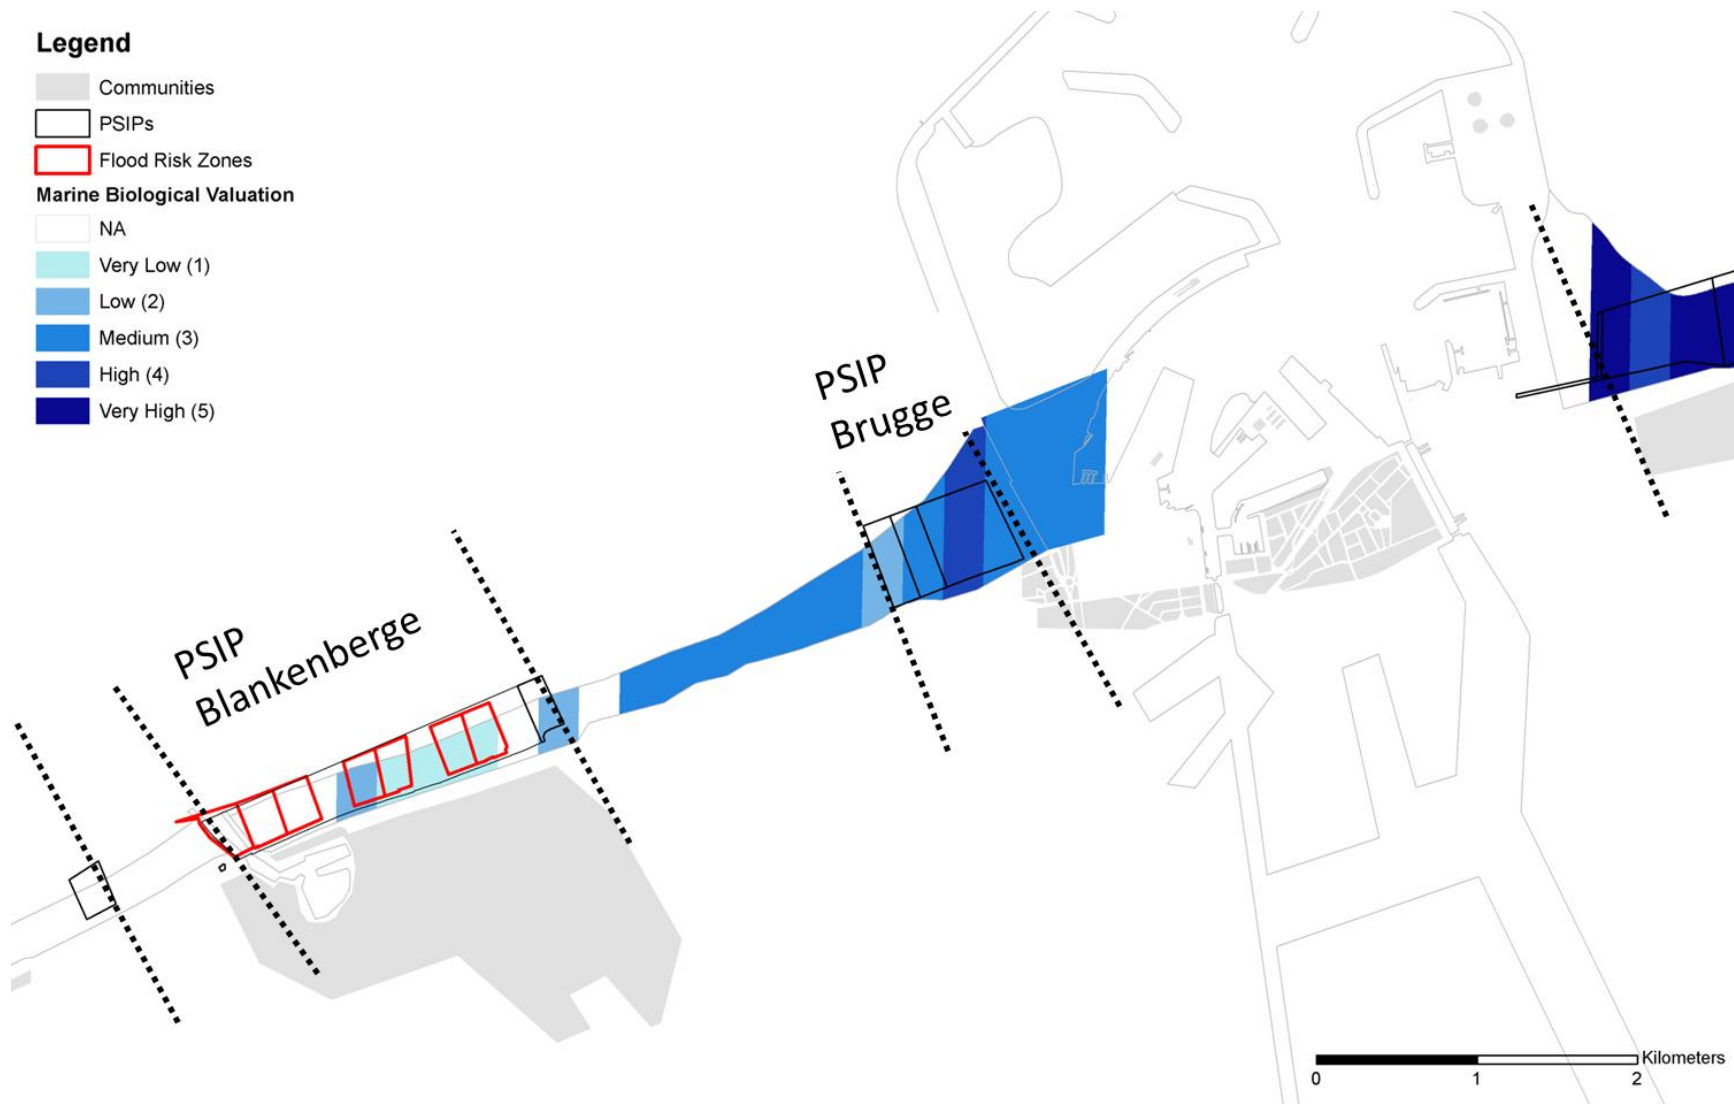 Legend
Communities
PSIPs
Flood Risk Zones
Marine Biological Valuation
NA
Very Low (1)
Low (2)
Medium (3)
High (4)
Very High (5)
PSIP
Brugge
PSIP
Blankenberge
Kilometers
0 1 2